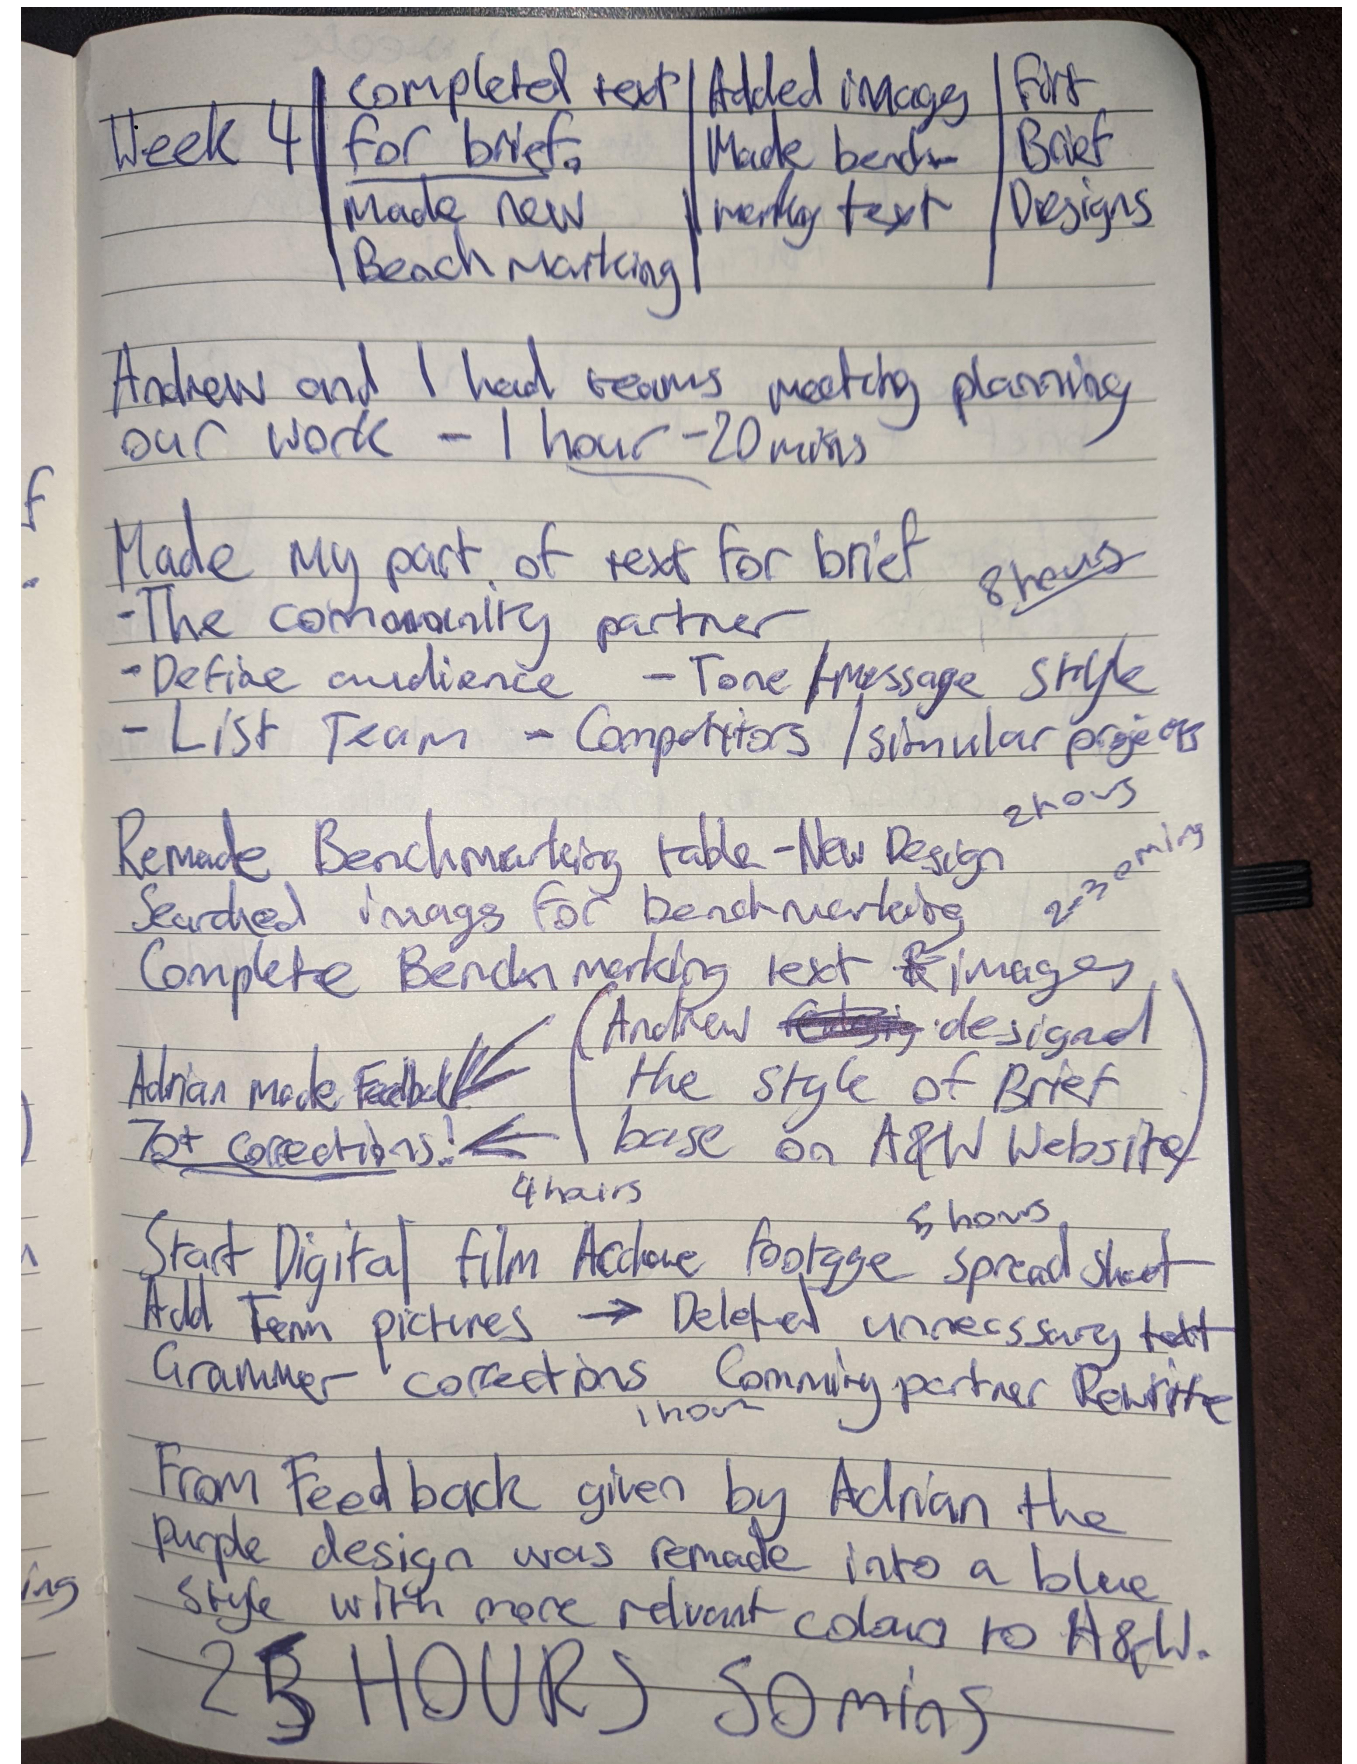 Week 4
completed text
for brief.
Made new
Beach Marking
Added images
Made bench-
marking text
First
Brief
Designs
Andrew and I had teams meeting planning
our work - 1 hour - 20 mins
Made My part of text for brief
8 hours
- The community partner
- Define audience - Tone / message style
- List Team - Competitors / simular projects
2 hours
Remade Benchmarking table - New Design
2-30 mins
Searched imags for benchmarking
Complete Benchmarking text & images
(Andrew designed
the style of Brief
base on A&W Website)
Adrian made Feedback
70+ corrections!
4 hours
5 hours
Start Digital film Archive footage spread sheet
Add Team pictures → Deleted unnecssary text
Grammer corrections Commity partner Rewrite
1 hour
From Feedback given by Adrian the
purple design was remade into a blue
style with more relvant colours to A&W.
25 HOURS 50 mins
ing
f